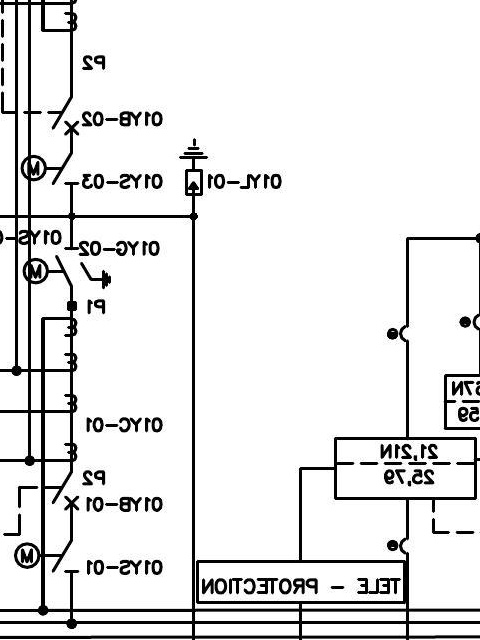 P2
01YB-02
M
01YS-03
01YL-01
01YS-0
01YG-02
M
P1
67N
59
01YC-01
21,21N
25,79
P2
01YB-01
M
01YS-01
TELE - PROTECTION